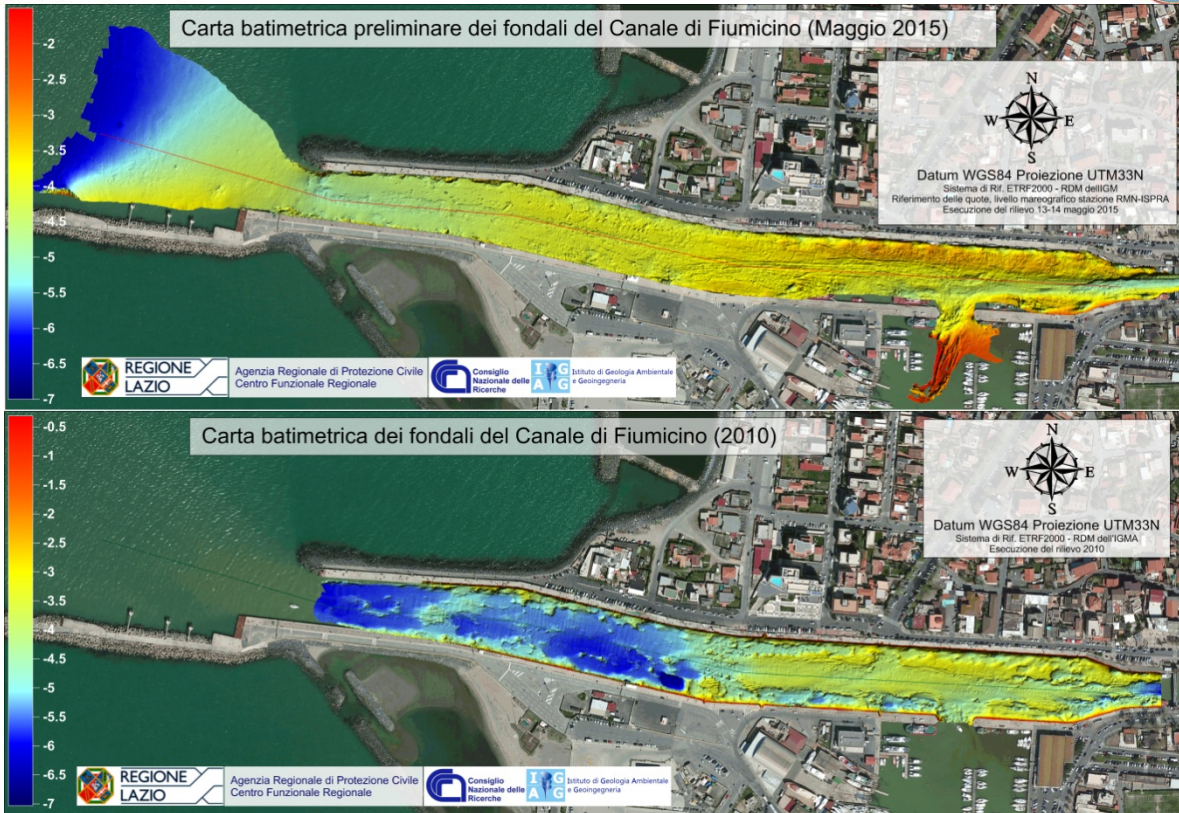 Carta batimetrica preliminare dei fondali del Canale di Fiumicino (Maggio 2015)
-2
-2.5
-3
-3.5
-4
-4.5
-5
-5.5
-6
-6.5
-7
N
W E
S
Datum WGS84 Proiezione UTM33N
Sistema di Rif. ETRF2000 - RDM dellIGM
Riferimento delle quote, livello mareografico stazione RMN-ISPRA
Esecuzione del rilievo 13-14 maggio 2015
REGIONE
LAZIO
Agenzia Regionale di Protezione Civile
Centro Funzionale Regionale
Consiglio
Nazionale delle
Ricerche
I G
A G
Istituto di Geologia Ambientale
e Geoingegneria
Carta batimetrica dei fondali del Canale di Fiumicino (2010)
-0.5
-1
-1.5
-2
-2.5
-3
-3.5
-4
-4.5
-5
-5.5
-6
-6.5
-7
N
W E
S
Datum WGS84 Proiezione UTM33N
Sistema di Rif. ETRF2000 - RDM dell'IGMA
Esecuzione del rilievo 2010
REGIONE
LAZIO
Agenzia Regionale di Protezione Civile
Centro Funzionale Regionale
Consiglio
Nazionale delle
Ricerche
I G
A G
Istituto di Geologia Ambientale
e Geoingegneria